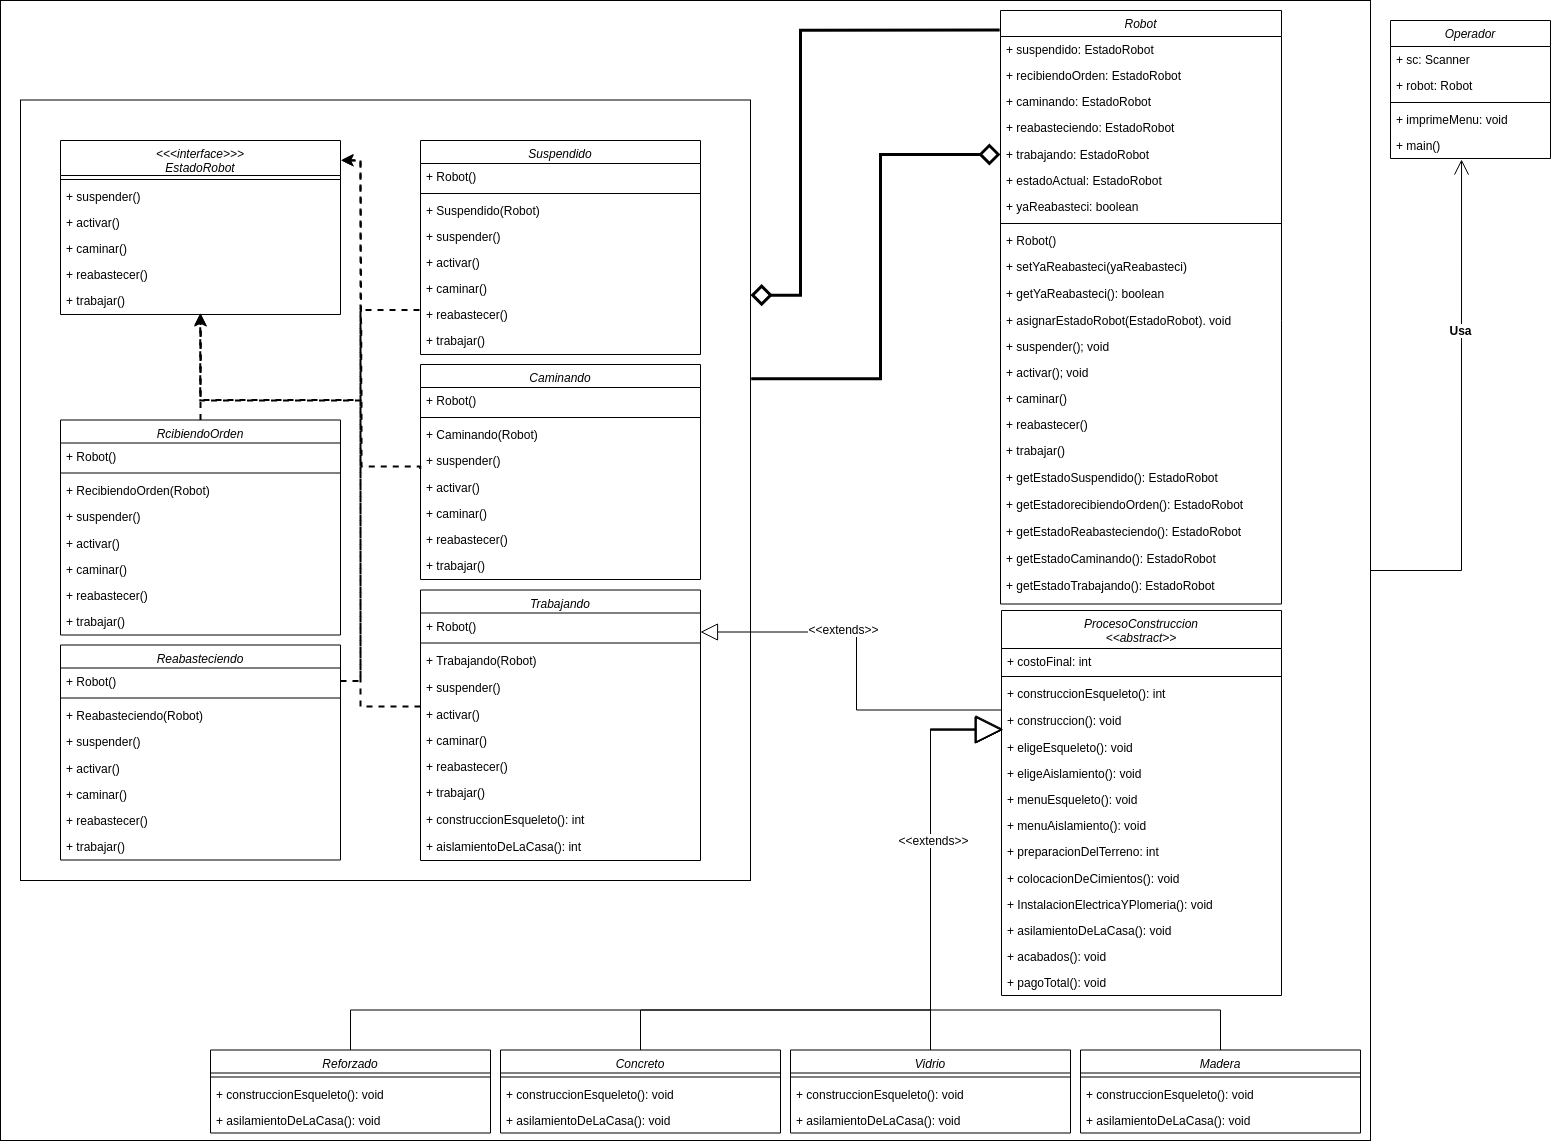 <<<interface>>>
EstadoRobot
+ suspender()
+ activar()
+ caminar()
+ reabastecer()
+ trabajar()
RcibiendoOrden
+ Robot()
+ RecibiendoOrden(Robot)
+ suspender()
+ activar()
+ caminar()
+ reabastecer()
+ trabajar()
Reabasteciendo
+ Robot()
+ Reabasteciendo(Robot)
+ suspender()
+ activar()
+ caminar()
+ reabastecer()
+ trabajar()
Suspendido
+ Robot()
+ Suspendido(Robot)
+ suspender()
+ activar()
+ caminar()
+ reabastecer()
+ trabajar()
Caminando
+ Robot()
+ Caminando(Robot)
+ suspender()
+ activar()
+ caminar()
+ reabastecer()
+ trabajar()
Trabajando
+ Robot()
+ Trabajando(Robot)
+ suspender()
+ activar()
+ caminar()
+ reabastecer()
+ trabajar()
+ construccionEsqueleto(): int
+ aislamientoDeLaCasa(): int
Robot
+ suspendido: EstadoRobot
+ recibiendoOrden: EstadoRobot
+ caminando: EstadoRobot
+ reabasteciendo: EstadoRobot
+ trabajando: EstadoRobot
+ estadoActual: EstadoRobot
+ yaReabasteci: boolean
+ Robot()
+ setYaReabasteci(yaReabasteci)
+ getYaReabasteci(): boolean
+ asignarEstadoRobot(EstadoRobot). void
+ suspender(); void
+ activar(); void
+ caminar()
+ reabastecer()
+ trabajar()
+ getEstadoSuspendido(): EstadoRobot
+ getEstadorecibiendoOrden(): EstadoRobot
+ getEstadoReabasteciendo(): EstadoRobot
+ getEstadoCaminando(): EstadoRobot
+ getEstadoTrabajando(): EstadoRobot
Operador
+ sc: Scanner
+ robot: Robot
+ imprimeMenu: void
+ main()
Usa
<<extends>>
ProcesoConstruccion
<<abstract>>
+ costoFinal: int
+ construccionEsqueleto(): int
+ construccion(): void
+ eligeEsqueleto(): void
+ eligeAislamiento(): void
+ menuEsqueleto(): void
+ menuAislamiento(): void
+ preparacionDelTerreno: int
+ colocacionDeCimientos(): void
+ InstalacionElectricaYPlomeria(): void
+ asilamientoDeLaCasa(): void
+ acabados(): void
+ pagoTotal(): void
<<extends>>
Reforzado
+ construccionEsqueleto(): void
+ asilamientoDeLaCasa(): void
Concreto
+ construccionEsqueleto(): void
+ asilamientoDeLaCasa(): void
Vidrio
+ construccionEsqueleto(): void
+ asilamientoDeLaCasa(): void
Madera
+ construccionEsqueleto(): void
+ asilamientoDeLaCasa(): void